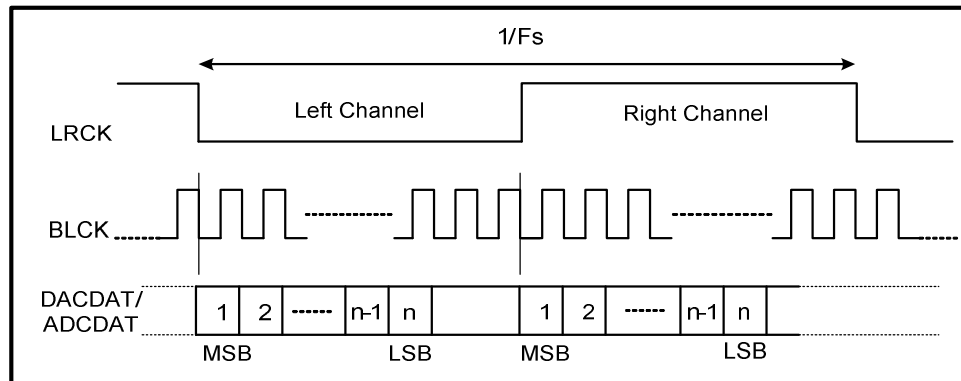 1/Fs
LRCK
Left Channel
Right Channel
BLCK
DACDAT/
ADCDAT
1 2 n-1 n 1 2 n-1 n
MSB LSB MSB LSB